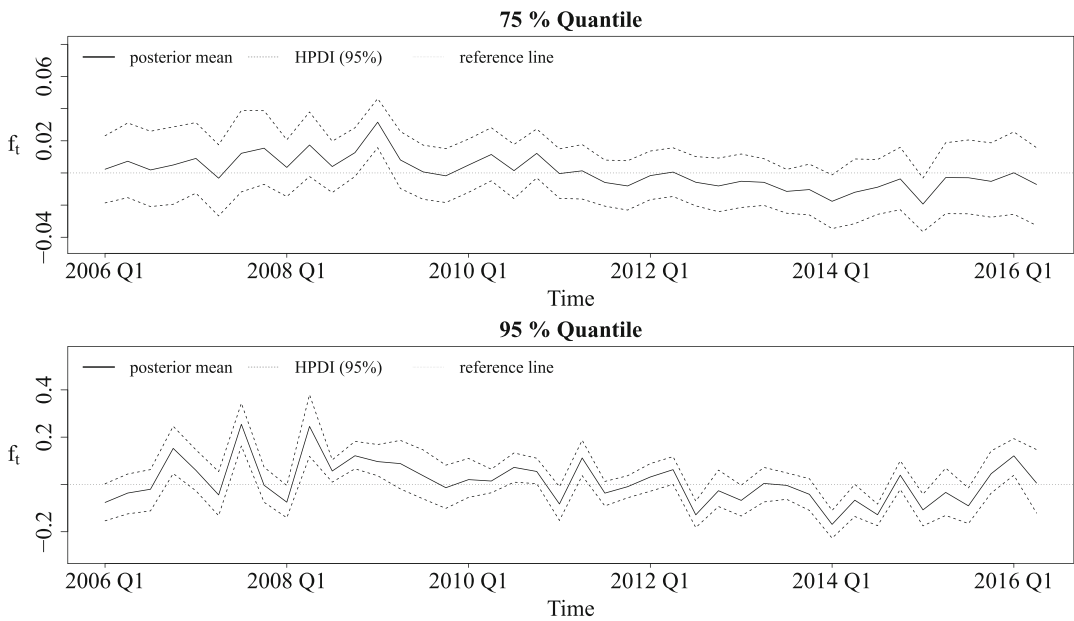 75 % Quantile
posterior mean HPDI (95%) reference line
0.06
0.02
−0.04
fₜ
2006 Q1 2008 Q1 2010 Q1 2012 Q1 2014 Q1 2016 Q1
Time
95 % Quantile
posterior mean HPDI (95%) reference line
0.4
0.2
−0.2
fₜ
2006 Q1 2008 Q1 2010 Q1 2012 Q1 2014 Q1 2016 Q1
Time